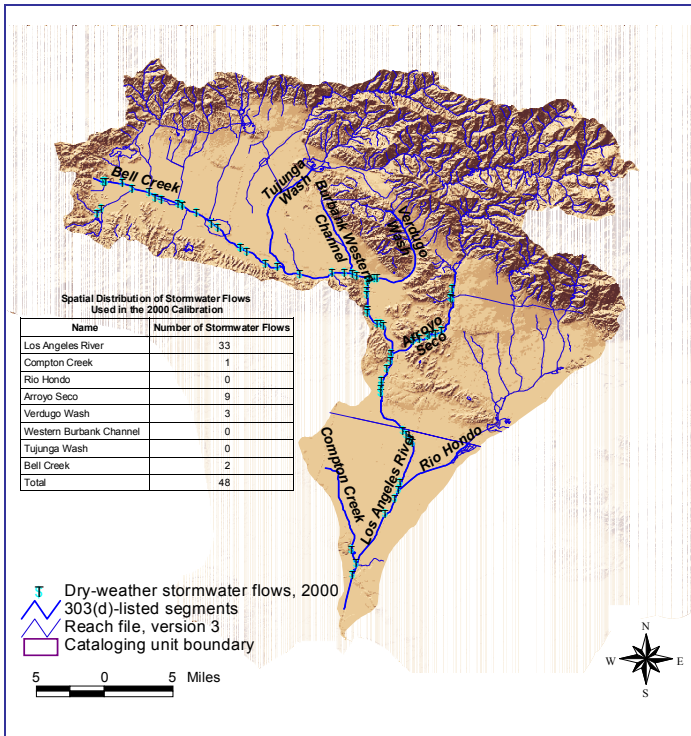 Bell Creek
Tujunga
Wash
Burbank Western
Channel
Verdugo
Wash
Spatial Distribution of Stormwater Flows
Used in the 2000 Calibration
Name Number of Stormwater Flows
Los Angeles River 33
Compton Creek 1
Rio Hondo 0
Arroyo Seco 9
Verdugo Wash 3
Western Burbank Channel 0
Tujunga Wash 0
Bell Creek 2
Total 48
Arroyo
Seco
Compton Creek
Los Angeles River
Rio Hondo
Dry-weather stormwater flows, 2000
303(d)-listed segments
Reach file, version 3
Cataloging unit boundary
5 0 5 Miles
N
W E
S